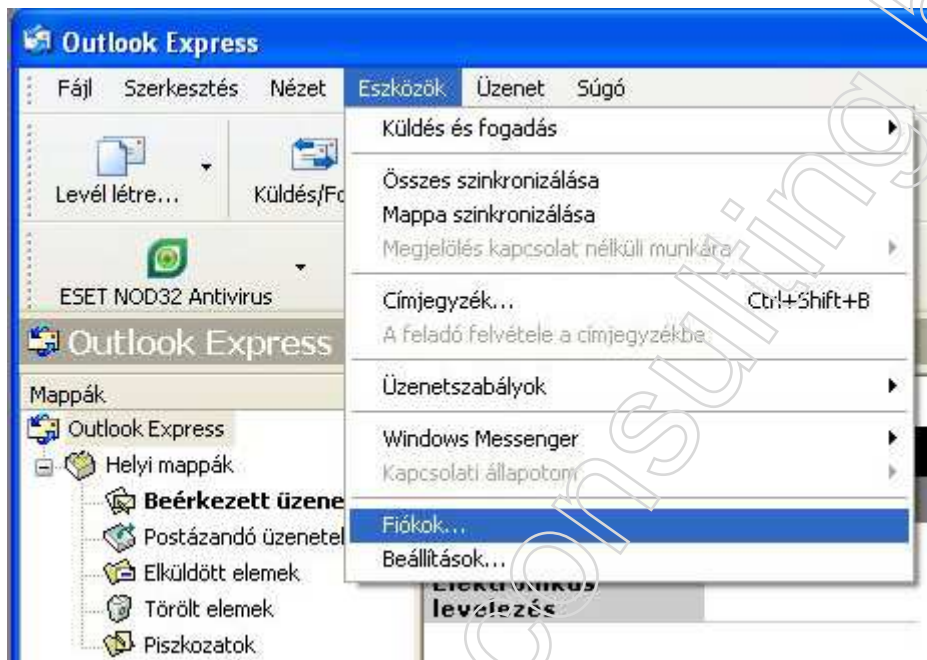 Outlook Express
Fájl Szerkesztés Nézet Eszközök Üzenet Súgó
Levél létre... Küldés/Fo
ESET NOD32 Antivirus
Küldés és fogadás
Összes szinkronizálása
Mappa szinkronizálása
Megjelölés kapcsolat nélküli munkára
Címjegyzék... Ctrl+Shift+B
A feladó felvétele a címjegyzékbe
Üzenetszabályok
Windows Messenger
Kapcsolati állapotom
Fiókok...
Beállítások...
Outlook Express
Mappák
Outlook Express
Helyi mappák
Beérkezett üzene
Postázandó üzenetel
Elküldött elemek
Törölt elemek
Piszkozatok
Elektronikus
levelezés
consulting